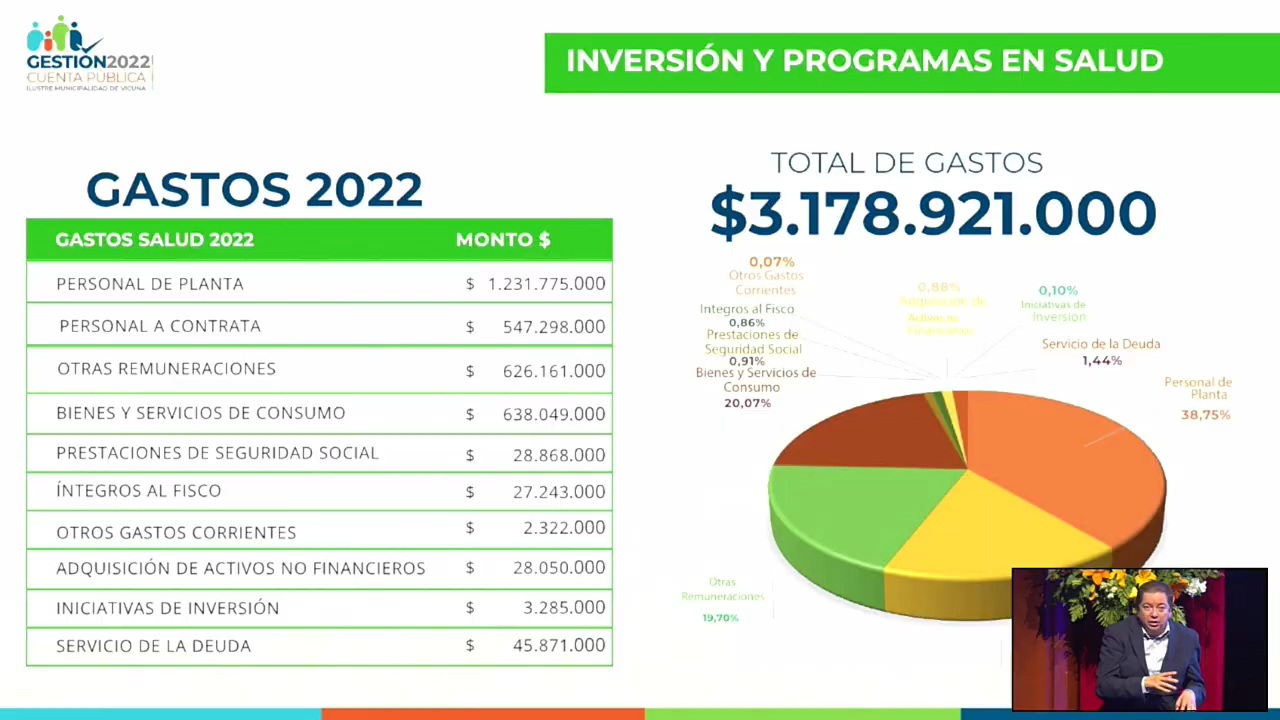 GESTION2022
CUENTA PÚBLICA
ILUSTRE MUNICIPALIDAD DE VICUÑA
INVERSIÓN Y PROGRAMAS EN SALUD
GASTOS 2022
GASTOS SALUD 2022 MONTO $
PERSONAL DE PLANTA $ 1.231.775.000
PERSONAL A CONTRATA $ 547.298.000
OTRAS REMUNERACIONES $ 626.161.000
BIENES Y SERVICIOS DE CONSUMO $ 638.049.000
PRESTACIONES DE SEGURIDAD SOCIAL $ 28.868.000
ÍNTEGROS AL FISCO $ 27.243.000
OTROS GASTOS CORRIENTES $ 2.322.000
ADQUISICIÓN DE ACTIVOS NO FINANCIEROS $ 28.050.000
INICIATIVAS DE INVERSIÓN $ 3.285.000
SERVICIO DE LA DEUDA $ 45.871.000
TOTAL DE GASTOS
$3.178.921.000
0,07%
Otros Gastos
Corrientes
Integros al Fisco
0,86%
Prestaciones de
Seguridad Social
0,91%
Bienes y Servicios de
Consumo
20,07%
0,88%
0,10%
Iniciativas de
Inversión
Servicio de la Deuda
1,44%
Personal de
Planta
38,75%
Otras
Remuneraciones
19,70%